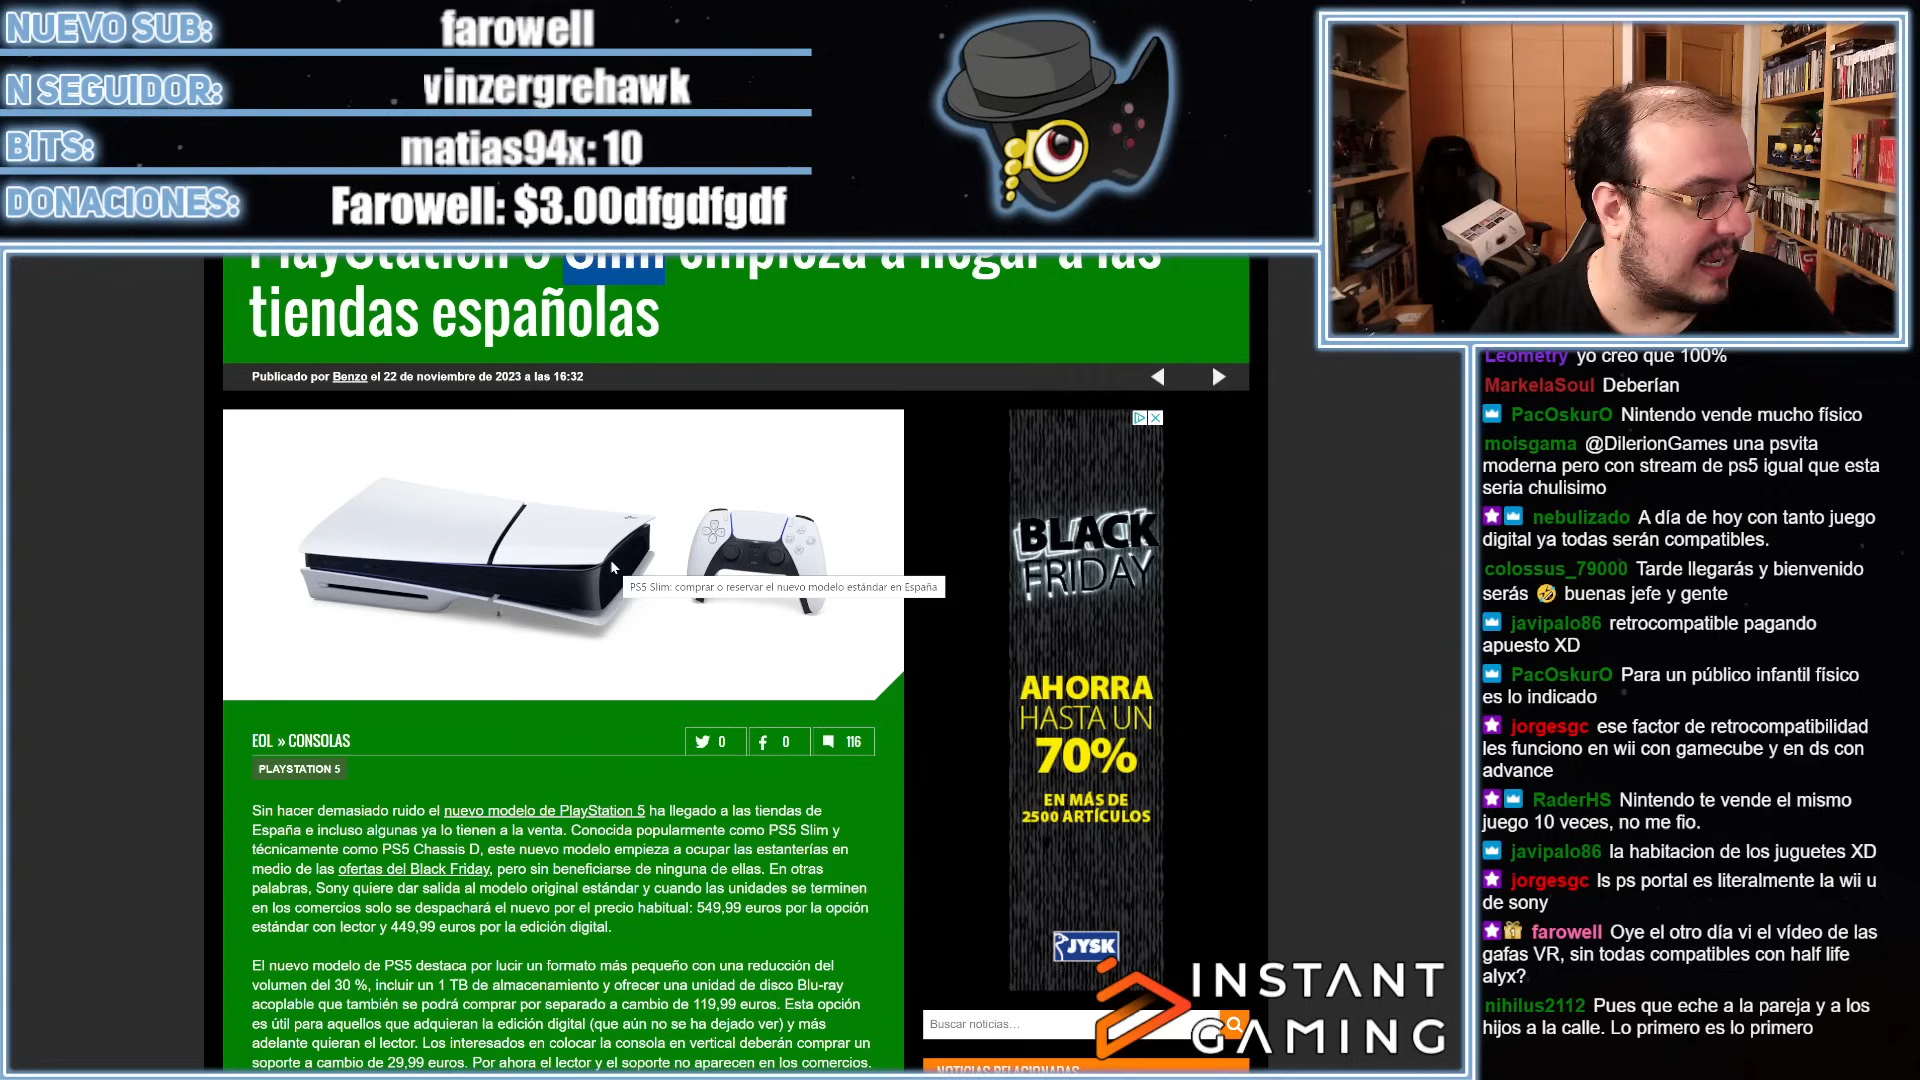 NUEVO SUB: farowell
N SEGUIDOR: vinzergrehawk
BITS: matias94x: 10
DONACIONES: Farowell: $3.00dfgdfgdf
PlayStation 5 Slim empieza a llegar a las
tiendas españolas
Publicado por Benzo el 22 de noviembre de 2023 a las 16:32
PS5 Slim: comprar o reservar el nuevo modelo estándar en España
EOL » CONSOLAS
0
0
116
PLAYSTATION 5
Sin hacer demasiado ruido el nuevo modelo de PlayStation 5 ha llegado a las tiendas de
España e incluso algunas ya lo tienen a la venta. Conocida popularmente como PS5 Slim y
técnicamente como PS5 Chassis D, este nuevo modelo empieza a ocupar las estanterías en
medio de las ofertas del Black Friday, pero sin beneficiarse de ninguna de ellas. En otras
palabras, Sony quiere dar salida al modelo original estándar y cuando las unidades se terminen
en los comercios solo se despachará el nuevo por el precio habitual: 549,99 euros por la opción
estándar con lector y 449,99 euros por la edición digital.
El nuevo modelo de PS5 destaca por lucir un formato más pequeño con una reducción del
volumen del 30 %, incluir un 1 TB de almacenamiento y ofrecer una unidad de disco Blu-ray
acoplable que también se podrá comprar por separado a cambio de 119,99 euros. Esta opción
es útil para aquellos que adquieran la edición digital (que aún no se ha dejado ver) y más
adelante quieran el lector. Los interesados en colocar la consola en vertical deberán comprar un
soporte a cambio de 29,99 euros. Por ahora el lector y el soporte no aparecen en los comercios.
BLACK
FRIDAY
AHORRA
HASTA UN
70%
EN MÁS DE
2500 ARTÍCULOS
JYSK
Buscar noticias...
NOTICIAS RELACIONADAS
INSTANT
GAMING
Leometry yo creo que 100%
MarkelaSoul Deberían
PacOskurO Nintendo vende mucho físico
moisgama @DilerionGames una psvita
moderna pero con stream de ps5 igual que esta
seria chulisimo
nebulizado A día de hoy con tanto juego
digital ya todas serán compatibles.
colossus_79000 Tarde llegarás y bienvenido
serás 🤣 buenas jefe y gente
javipalo86 retrocompatible pagando
apuesto XD
PacOskurO Para un público infantil físico
es lo indicado
jorgesgc ese factor de retrocompatibilidad
les funciono en wii con gamecube y en ds con
advance
RaderHS Nintendo te vende el mismo
juego 10 veces, no me fio.
javipalo86 la habitacion de los juguetes XD
jorgesgc ls ps portal es literalmente la wii u
de sony
farowell Oye el otro día vi el vídeo de las
gafas VR, sin todas compatibles con half life
alyx?
nihilus2112 Pues que eche a la pareja y a los
hijos a la calle. Lo primero es lo primero